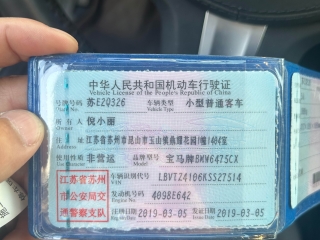 中华人民共和国机动车行驶证
Vehicle License of the People's Republic of China
号牌号码 苏EZQ326 车辆类型 小型普通客车
Vehicle Type
所有人 倪小丽
住址 江苏省苏州市昆山市玉山镇鼎耀花园1幢1404室
使用性质 非营运 品牌型号 宝马牌BMW6475CX
江苏省苏州市公安局交通警察支队
车辆识别代号 LBVTZ4106KSS27514
VIN
发动机号码 4098E642
注册日期 2019-03-05 发证日期 2019-03-05